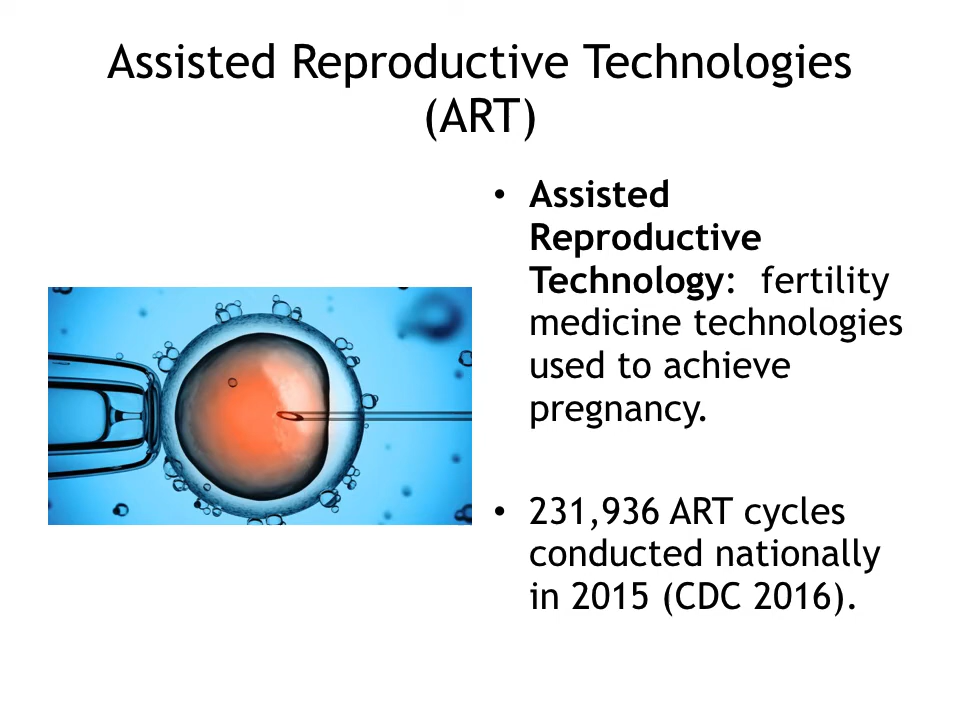 Assisted Reproductive Technologies
(ART)
• Assisted
Reproductive
Technology:  fertility
medicine technologies
used to achieve
pregnancy.
• 231,936 ART cycles
conducted nationally
in 2015 (CDC 2016).